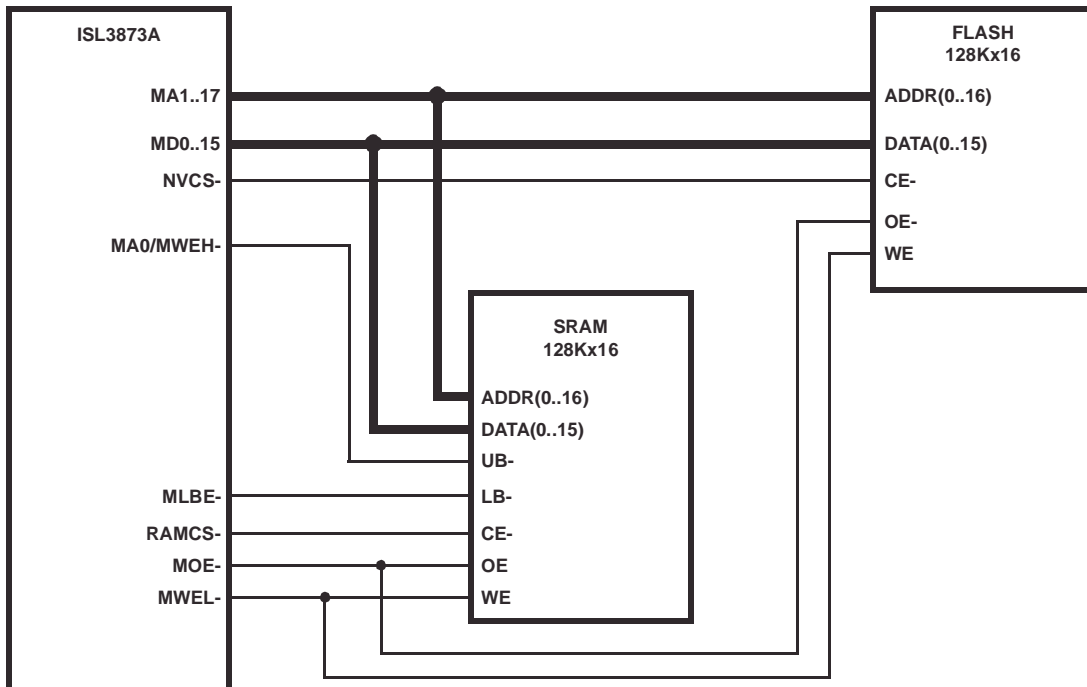 ISL3873A
MA1..17
MD0..15
NVCS-
MA0/MWEH-
MLBE-
RAMCS-
MOE-
MWEL-
SRAM
128Kx16
ADDR(0..16)
DATA(0..15)
UB-
LB-
CE-
OE
WE
FLASH
128Kx16
ADDR(0..16)
DATA(0..15)
CE-
OE-
WE